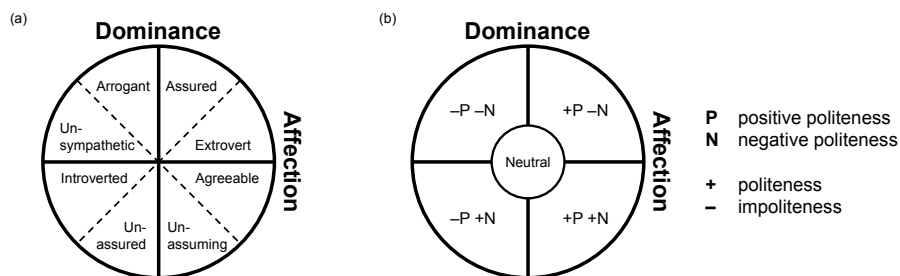 (a)
Dominance
Arrogant
Assured
Un-
sympathetic
Extrovert
Introverted
Agreeable
Un-
assured
Un-
assuming
Affection
(b)
Dominance
–P –N
+P –N
Neutral
–P +N
+P +N
Affection
P positive politeness
N negative politeness
+ politeness
– impoliteness